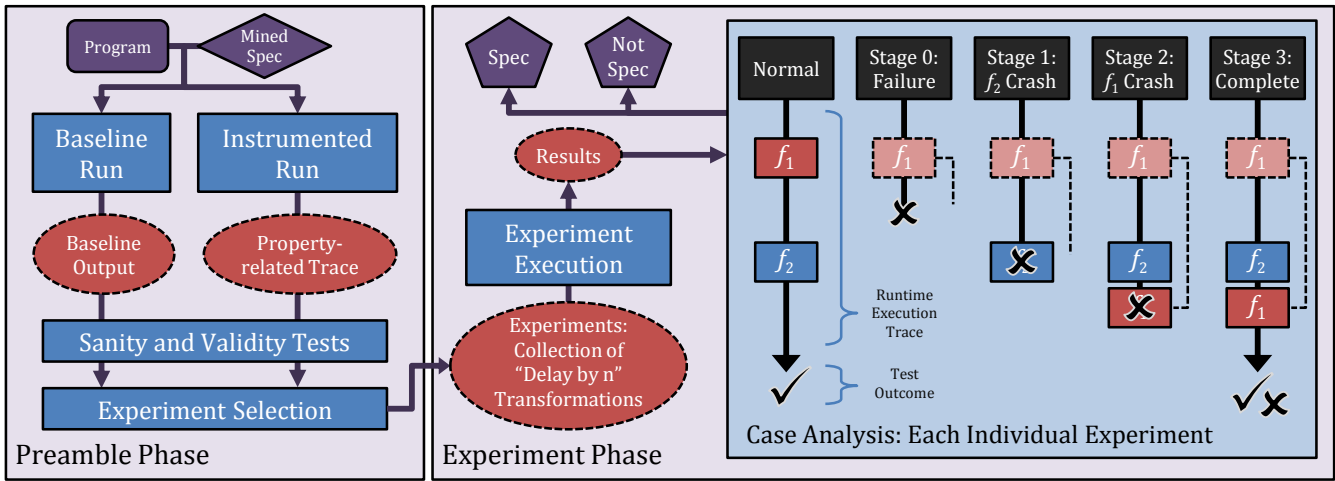 Program
Mined
Spec
Baseline
Run
Instrumented
Run
Baseline
Output
Property-
related Trace
Sanity and Validity Tests
Experiment Selection
Preamble Phase
Spec
Not
Spec
Results
Experiment
Execution
Experiments:
Collection of
“Delay by n”
Transformations
Experiment Phase
Normal
Stage 0:
Failure
Stage 1:
f2 Crash
Stage 2:
f1 Crash
Stage 3:
Complete
f1
f1
f1
f1
f1
f2
f2
f2
f1
Runtime
Execution
Trace
Test
Outcome
Case Analysis: Each Individual Experiment